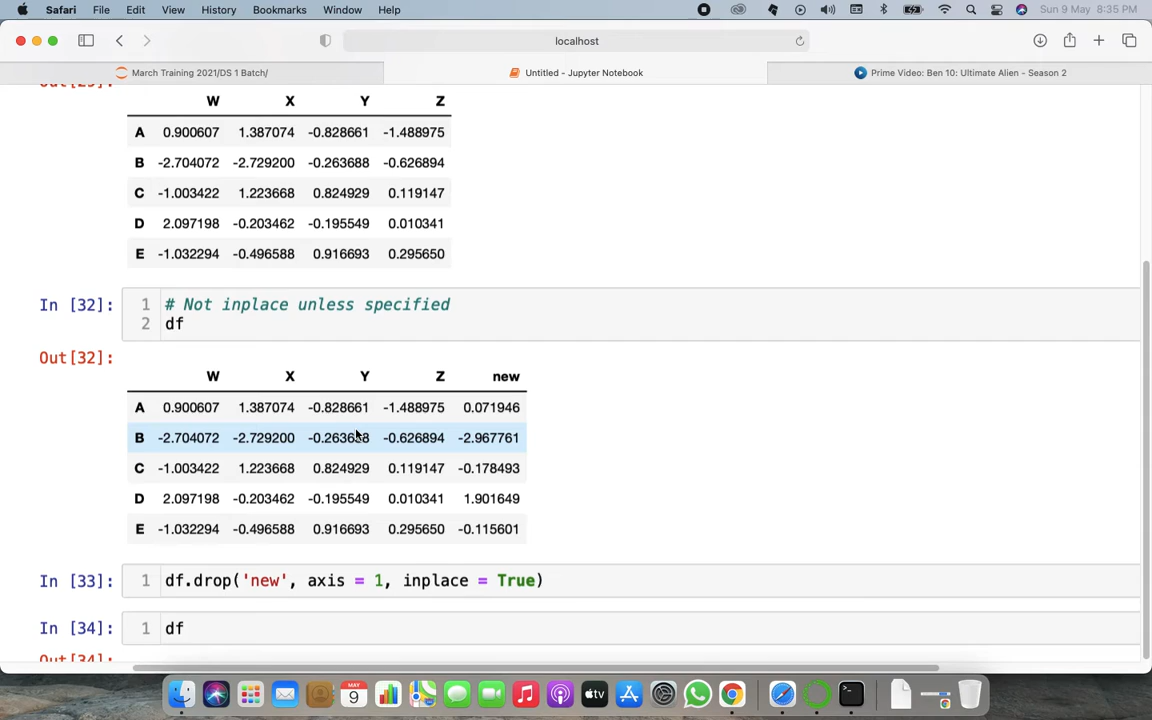 Safari File Edit View History Bookmarks Window Help Sun 9 May 8:35 PM
localhost
March Training 2021/DS 1 Batch/ Untitled - Jupyter Notebook Prime Video: Ben 10: Ultimate Alien - Season 2
W X Y Z
A 0.900607 1.387074 -0.828661 -1.488975
B -2.704072 -2.729200 -0.263688 -0.626894
C -1.003422 1.223668 0.824929 0.119147
D 2.097198 -0.203462 -0.195549 0.010341
E -1.032294 -0.496588 0.916693 0.295650
In [32]: 1 # Not inplace unless specified
2 df
Out[32]:
W X Y Z new
A 0.900607 1.387074 -0.828661 -1.488975 0.071946
B -2.704072 -2.729200 -0.263688 -0.626894 -2.967761
C -1.003422 1.223668 0.824929 0.119147 -0.178493
D 2.097198 -0.203462 -0.195549 0.010341 1.901649
E -1.032294 -0.496588 0.916693 0.295650 -0.115601
In [33]: 1 df.drop('new', axis = 1, inplace = True)
In [34]: 1 df
Out[34]:
MAY
9
tv